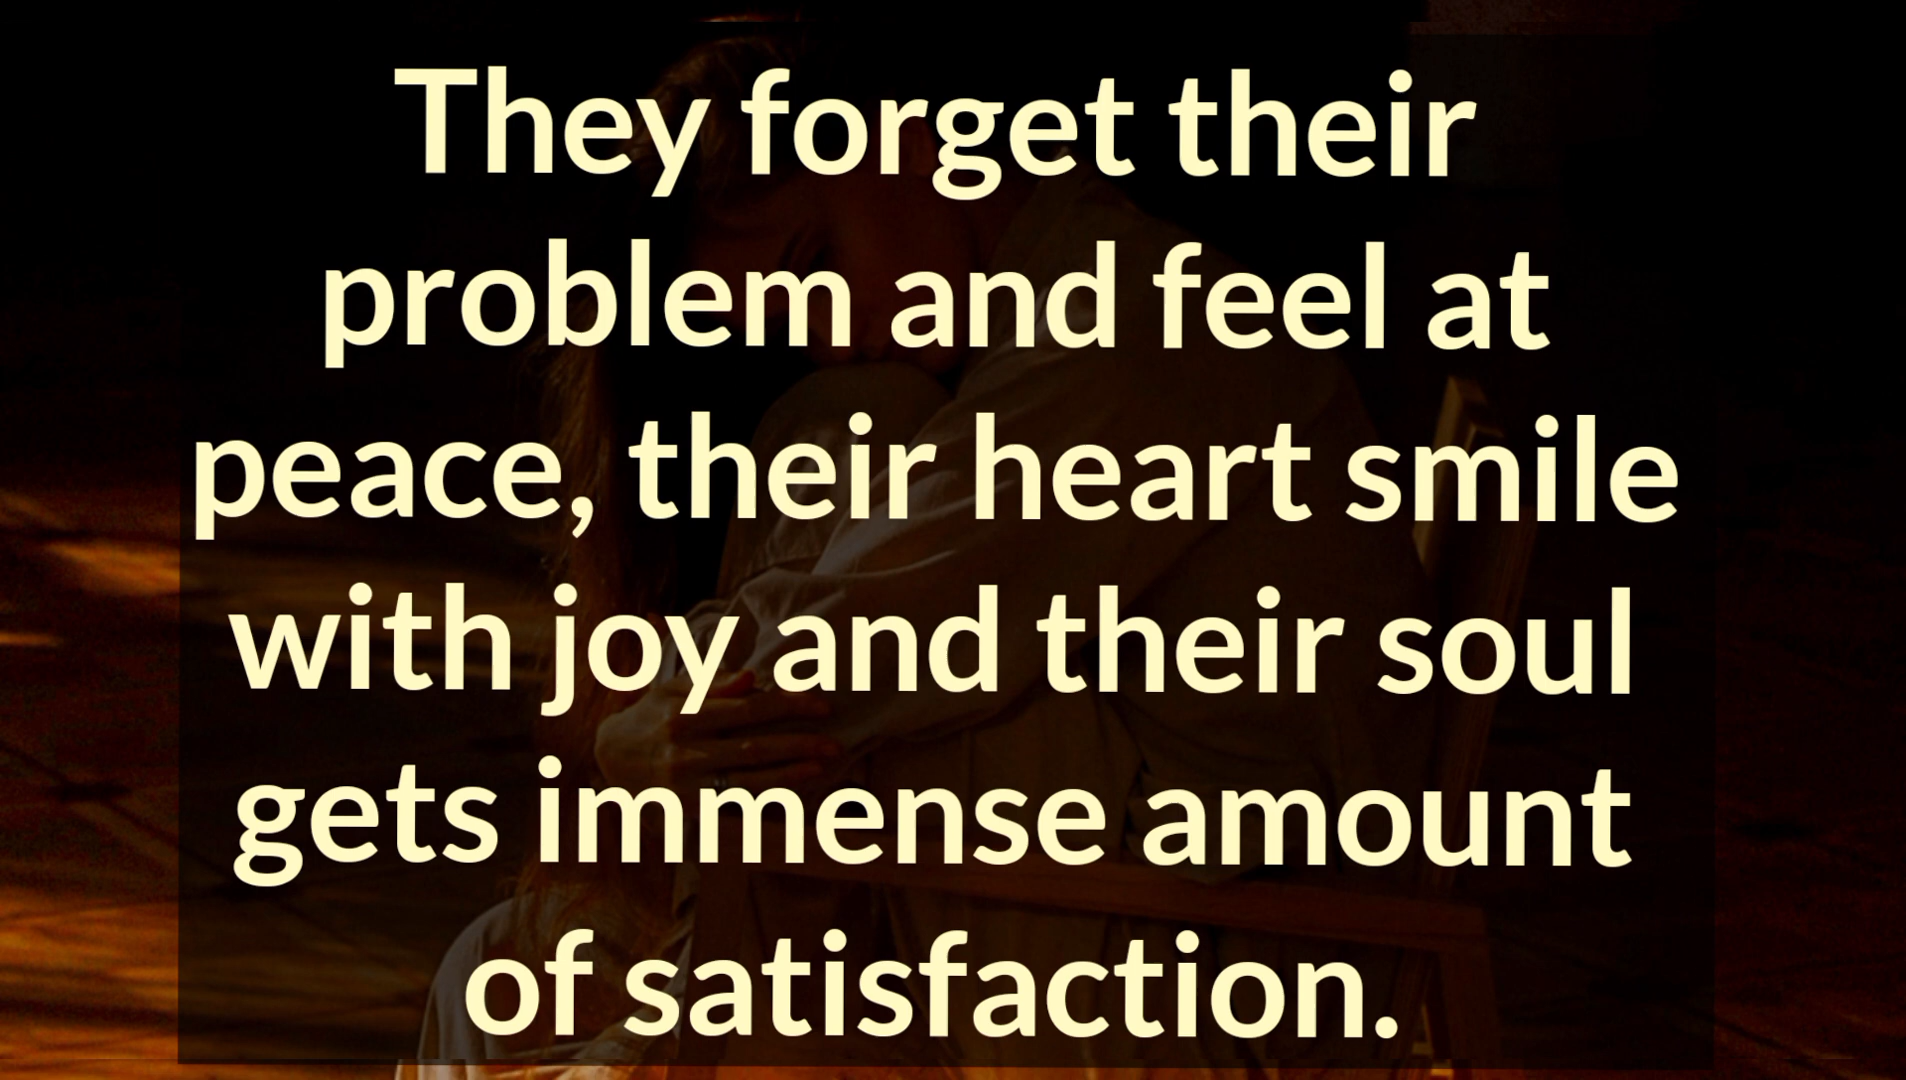 They forget their
problem and feel at
peace, their heart smile
with joy and their soul
gets immense amount
of satisfaction.